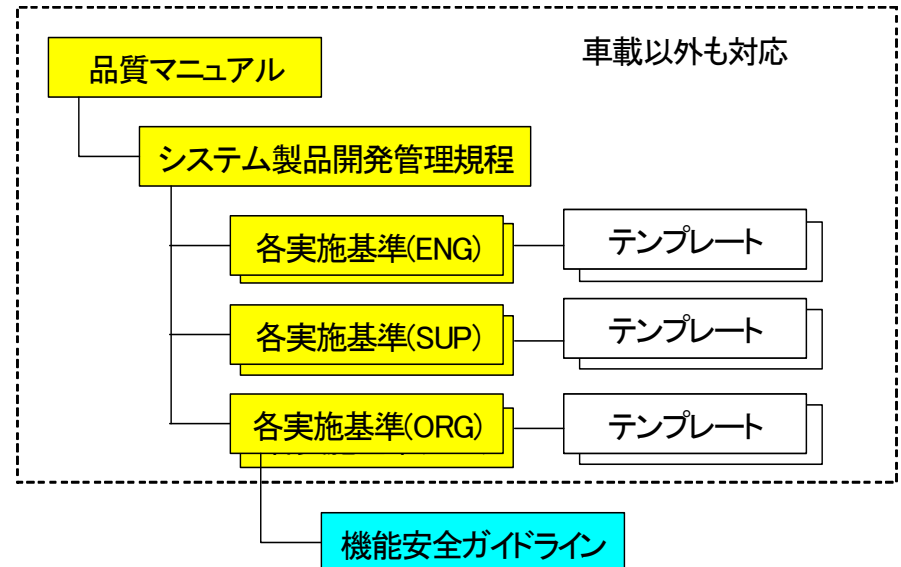 車載以外も対応
品質マニュアル
システム製品開発管理規程
各実施基準(ENG)
テンプレート
各実施基準(SUP)
テンプレート
各実施基準(ORG)
テンプレート
機能安全ガイドライン